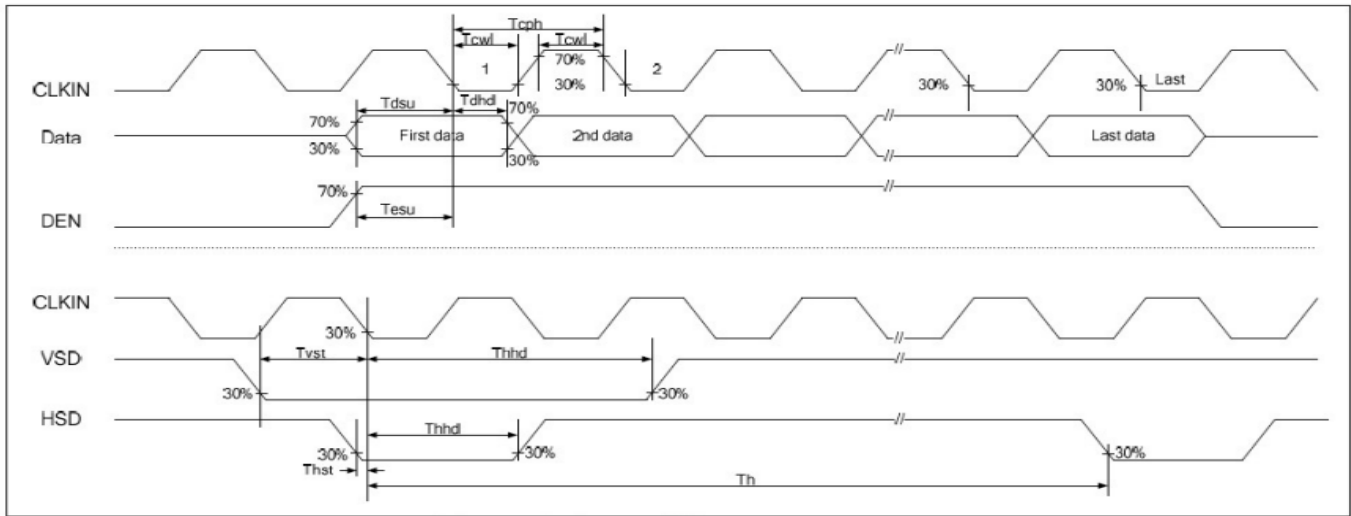 Tcph
Tcwl Tcwl
70%
1 2
30% 30% 30% Last
CLKIN
Tdsu Tdhd
70% 70%
Data First data 2nd data Last data
30% 30%
70%
Tesu
DEN
CLKIN
30%
Tvst Thhd
VSD
30% 30%
HSD
Thhd
30% 30% 30%
Thst
Th